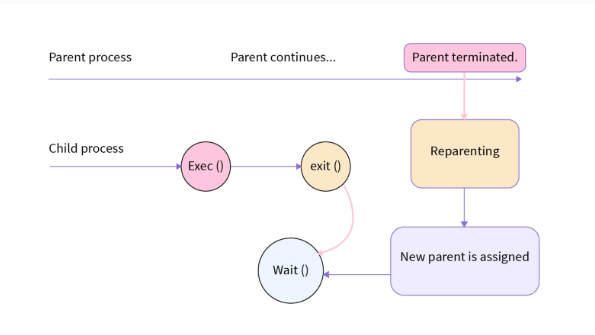 Parent process
Parent continues...
Parent terminated.
Child process
Exec ()
exit ()
Reparenting
Wait ()
New parent is assigned